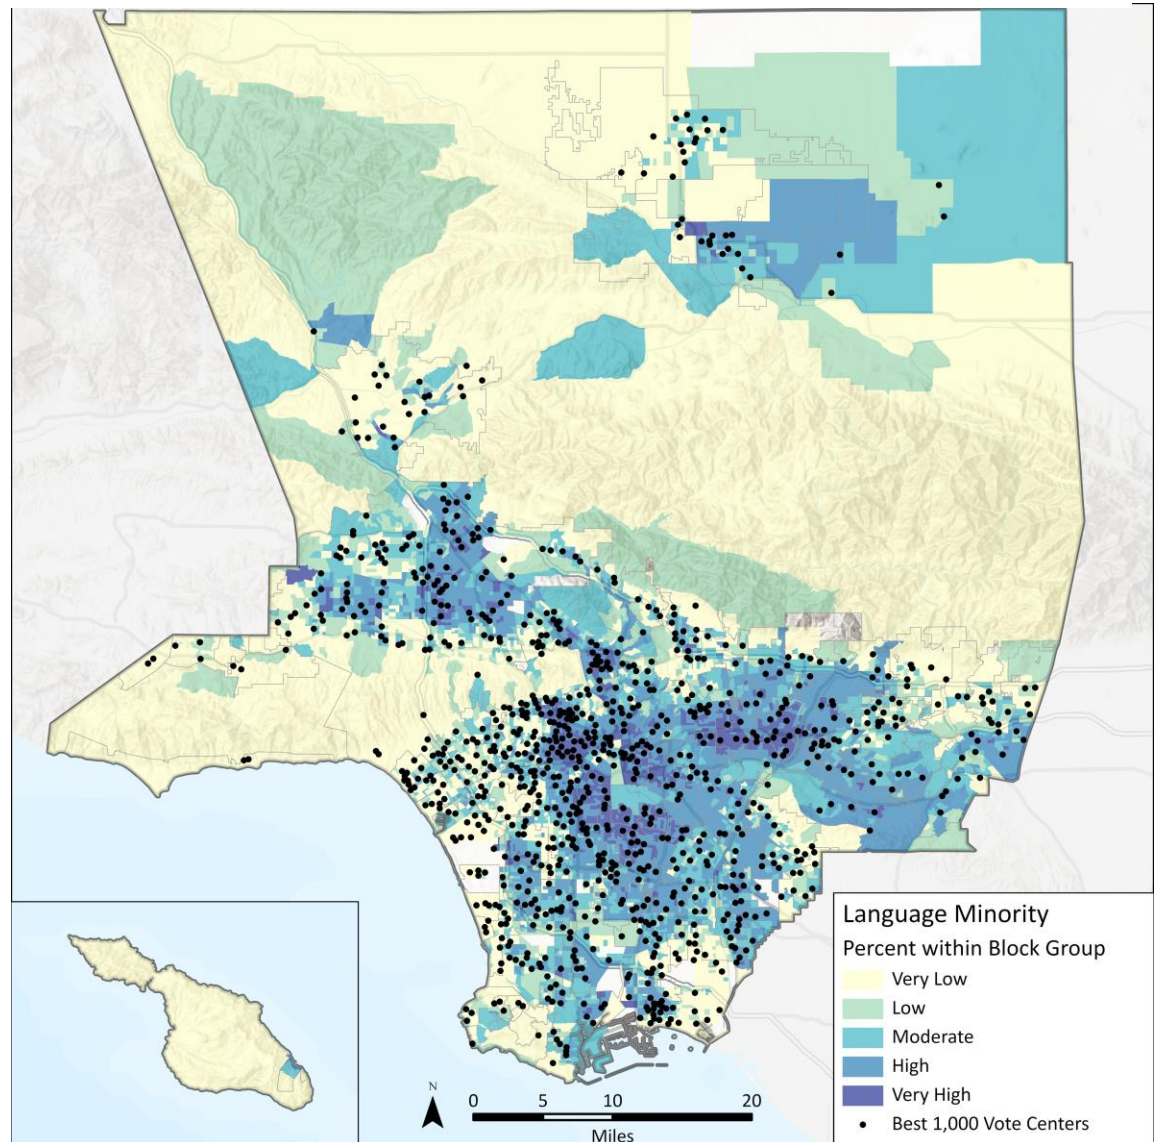 Language Minority
Percent within Block Group
Very Low
Low
Moderate
High
Very High
Best 1,000 Vote Centers
N
0 5 10 20
Miles